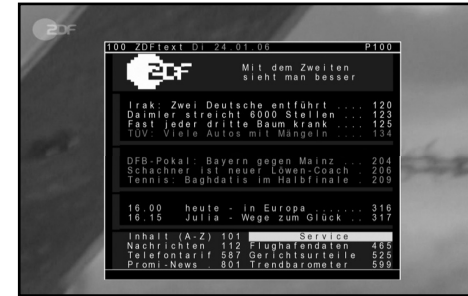 ZDF
100 ZDFtext Di 24.01.06 P100
ZDF
Mit dem Zweiten
sieht man besser
Irak: Zwei Deutsche entführt .... 120
Daimler streicht 6000 Stellen ... 123
Fast jeder dritte Baum krank .... 125
TÜV: Viele Autos mit Mängeln .... 134
DFB-Pokal: Bayern gegen Mainz ... 204
Schachner ist neuer Löwen-Coach . 206
Tennis: Baghdatis im Halbfinale . 209
16.00 heute - in Europa ....... 316
16.15 Julia - Wege zum Glück .. 317
Inhalt (A-Z) 101 Service
Nachrichten 112 Flughafendaten 465
Telefontarif 587 Gerichtsurteile 525
Promi-News . 801 Trendbarometer 599